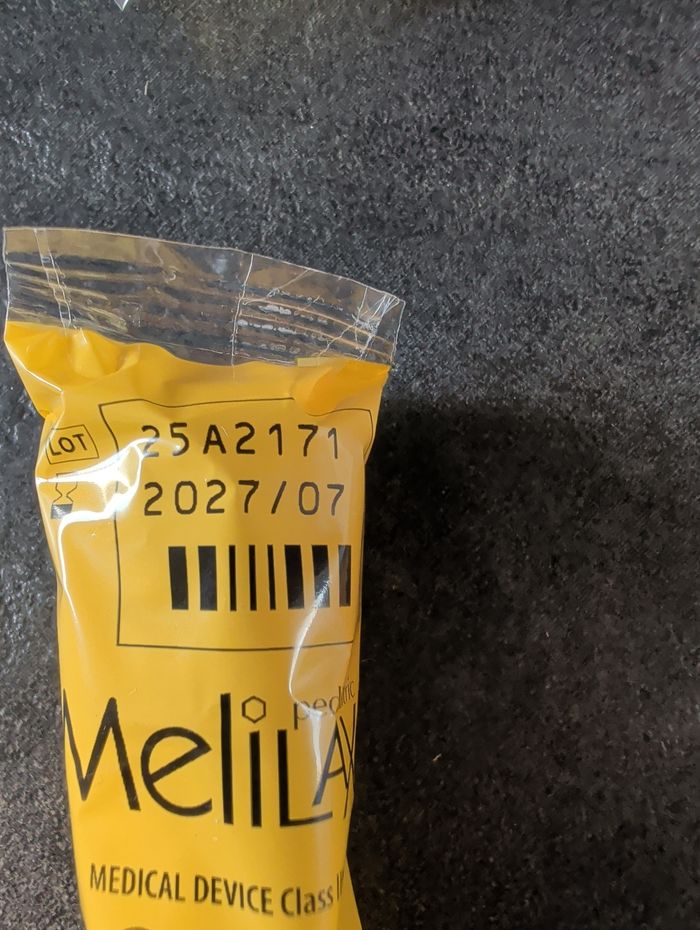 LOT 25A2171
2027/07
pediatric
MeliLAX
MEDICAL DEVICE Class